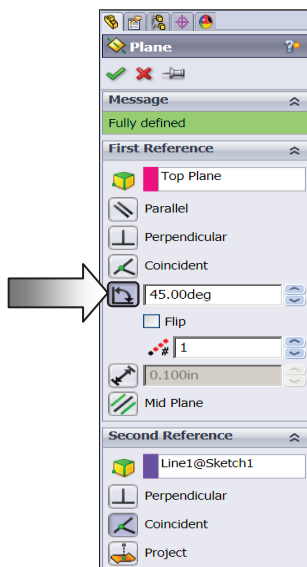 Plane
?
Message
Fully defined
First Reference
Top Plane
Parallel
Perpendicular
Coincident
45.00deg
Flip
# 1
0.100in
Mid Plane
Second Reference
Line1@Sketch1
Perpendicular
Coincident
Project